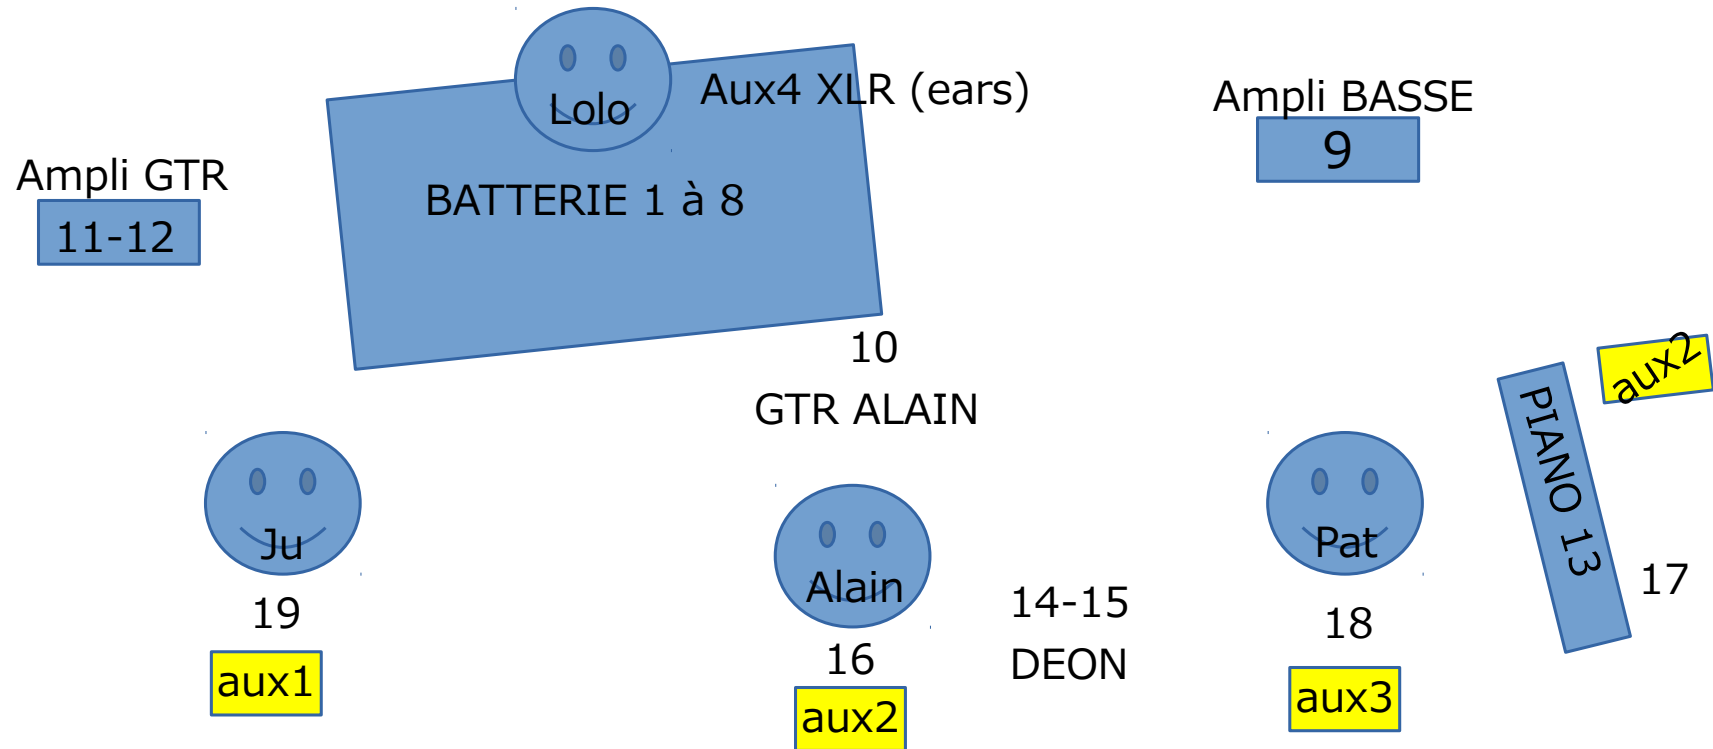 Lolo
Aux4 XLR (ears)
Ampli BASSE
9
Ampli GTR
11-12
BATTERIE 1 à 8
10
GTR ALAIN
aux2
PIANO 13
17
Ju
19
aux1
Alain
16
aux2
14-15
DEON
Pat
18
aux3